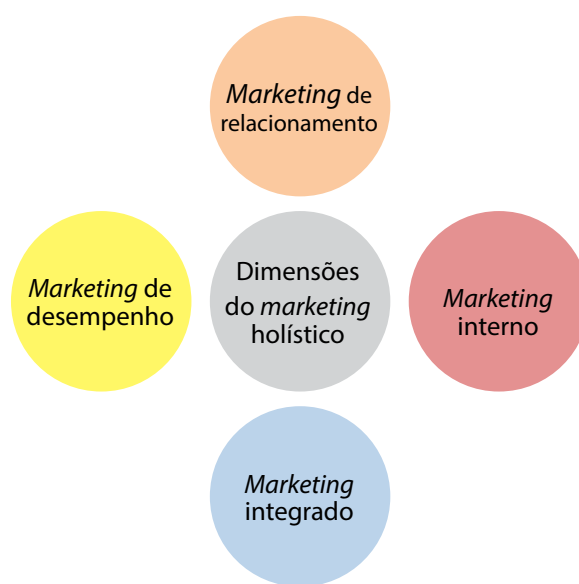 Marketing de
relacionamento
Marketing de
desempenho
Dimensões
do marketing
holístico
Marketing
interno
Marketing
integrado